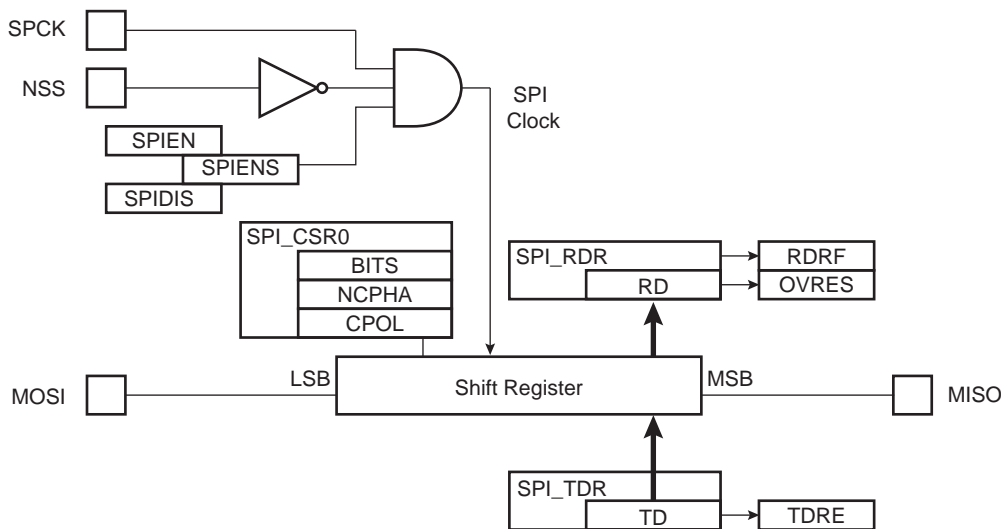 SPCK
NSS
SPI
Clock
SPIEN
SPIENS
SPIDIS
SPI_CSR0
BITS
NCPHA
CPOL
SPI_RDR
RD
RDRF
OVRES
LSB
Shift Register
MSB
MOSI
MISO
SPI_TDR
TD
TDRE